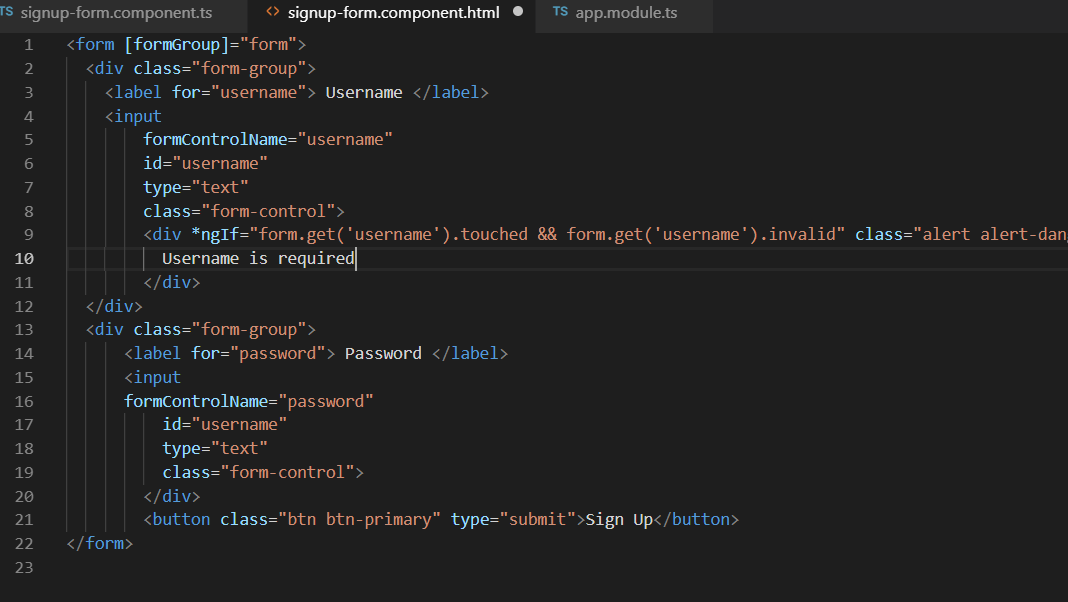 TS signup-form.component.ts <> signup-form.component.html ● TS app.module.ts
1 <form [formGroup]="form">
2 <div class="form-group">
3 <label for="username"> Username </label>
4 <input
5 formControlName="username"
6 id="username"
7 type="text"
8 class="form-control">
9 <div *ngIf="form.get('username').touched && form.get('username').invalid" class="alert alert-dan
10 Username is required
11 </div>
12 </div>
13 <div class="form-group">
14 <label for="password"> Password </label>
15 <input
16 formControlName="password"
17 id="username"
18 type="text"
19 class="form-control">
20 </div>
21 <button class="btn btn-primary" type="submit">Sign Up</button>
22 </form>
23